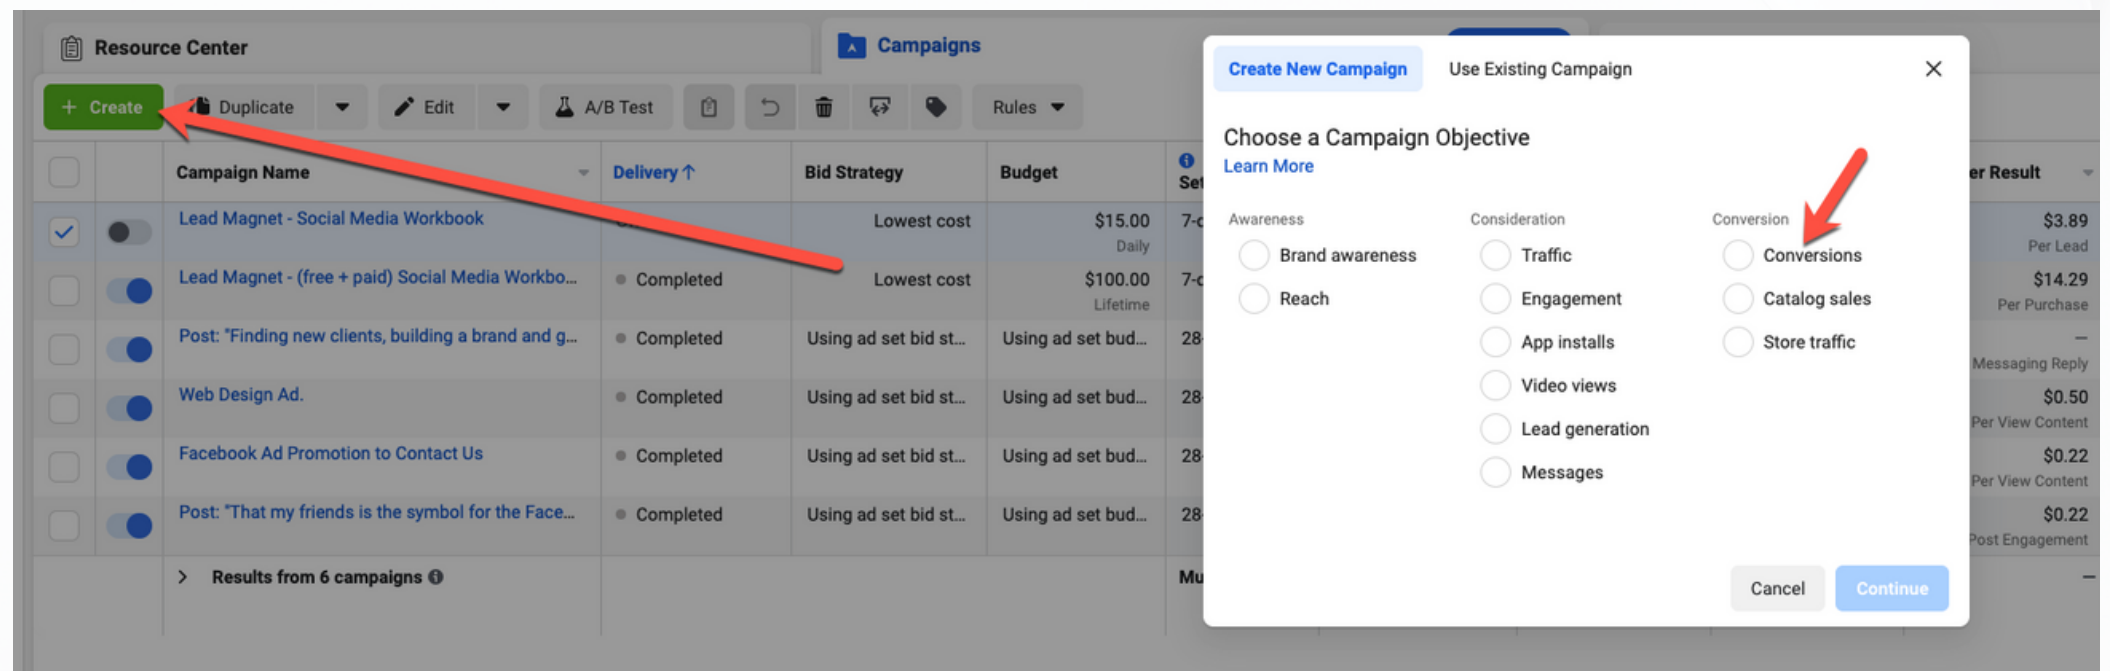 Resource Center
Campaigns
+ Create
Duplicate
Edit
A/B Test
Rules
Campaign Name
Delivery ↑
Bid Strategy
Budget
Set
er Result
Lead Magnet - Social Media Workbook
Lowest cost
$15.00
Daily
$3.89
Per Lead
Lead Magnet - (free + paid) Social Media Workbo...
Completed
Lowest cost
$100.00
Lifetime
$14.29
Per Purchase
Post: "Finding new clients, building a brand and g...
Completed
Using ad set bid st...
Using ad set bud...
28
—
Messaging Reply
Web Design Ad.
Completed
Using ad set bid st...
Using ad set bud...
28
$0.50
Per View Content
Facebook Ad Promotion to Contact Us
Completed
Using ad set bid st...
Using ad set bud...
28
$0.22
Per View Content
Post: "That my friends is the symbol for the Face...
Completed
Using ad set bid st...
Using ad set bud...
28
$0.22
Post Engagement
Results from 6 campaigns
Mu
—
Create New Campaign
Use Existing Campaign
Choose a Campaign Objective
Learn More
Awareness
Brand awareness
Reach
Consideration
Traffic
Engagement
App installs
Video views
Lead generation
Messages
Conversion
Conversions
Catalog sales
Store traffic
Cancel
Continue